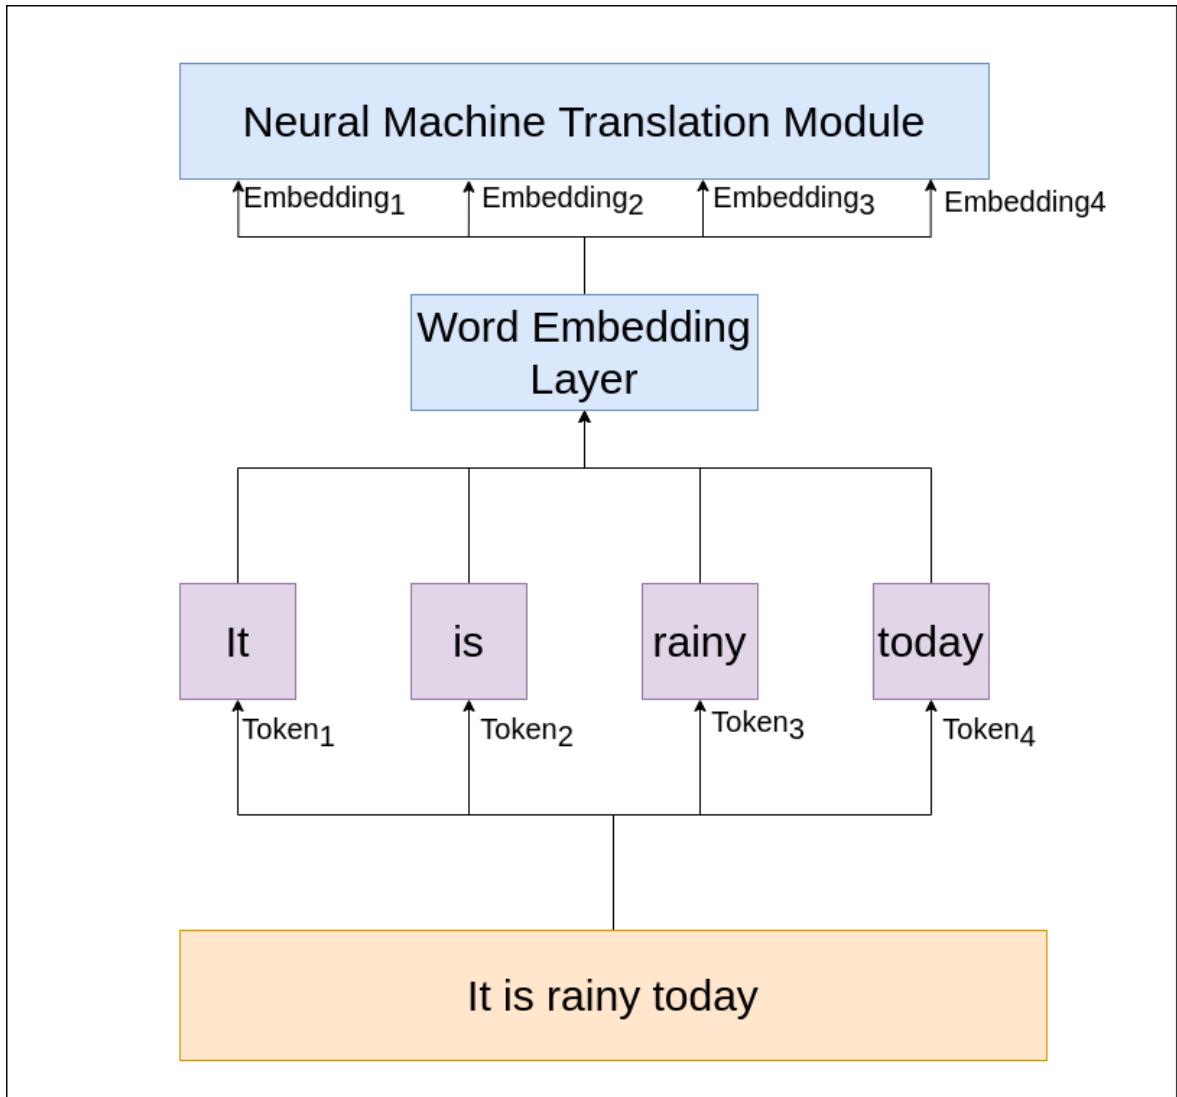 Neural Machine Translation Module
Embedding1 Embedding2 Embedding3 Embedding4
Word Embedding
Layer
It is rainy today
Token1 Token2 Token3 Token4
It is rainy today